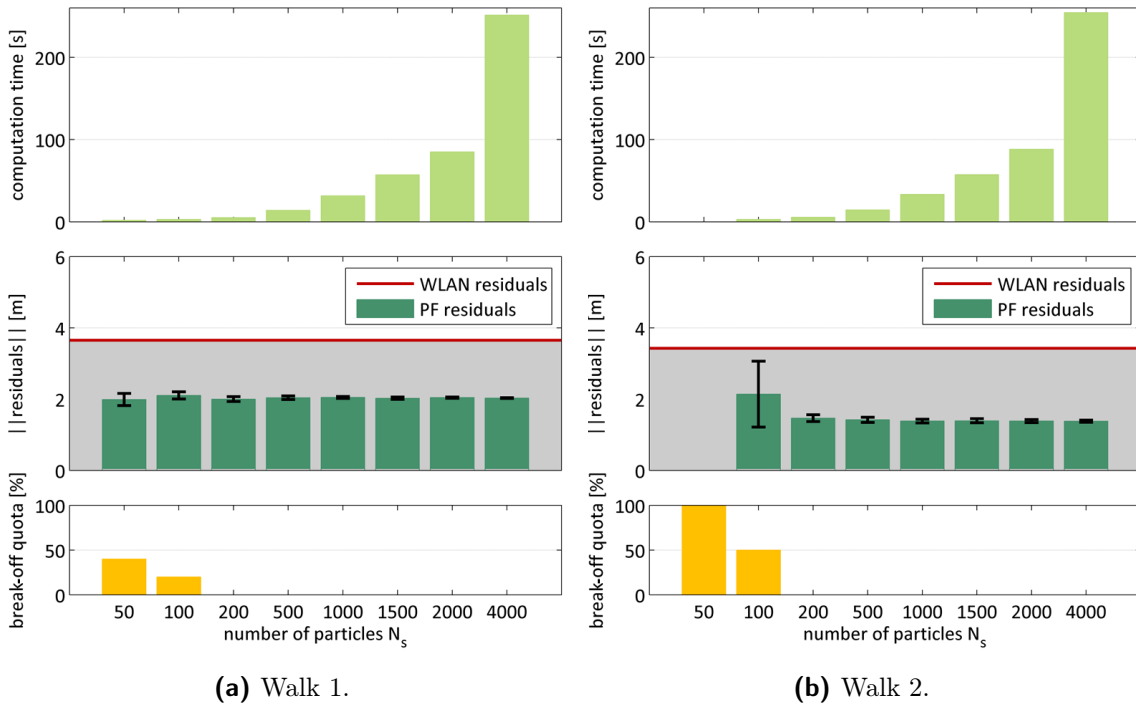 computation time [s]
200
100
0
computation time [s]
200
100
0
||residuals|| [m]
6
4
2
0
WLAN residuals
PF residuals
||residuals|| [m]
6
4
2
0
WLAN residuals
PF residuals
break-off quota [%]
100
50
0
50 100 200 500 1000 1500 2000 4000
number of particles Ns
break-off quota [%]
100
50
0
50 100 200 500 1000 1500 2000 4000
number of particles Ns
(a) Walk 1.
(b) Walk 2.